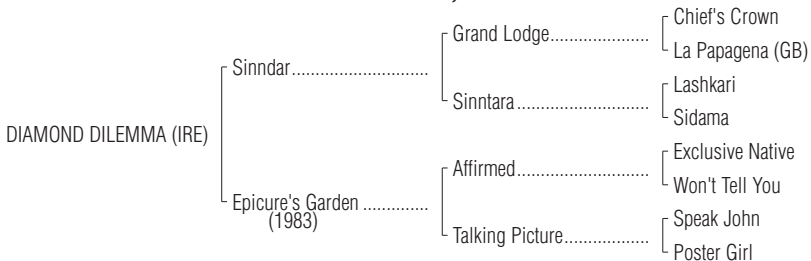 Chief's Crown
Grand Lodge.....................
La Papagena (GB)
Sinndar.............................
Lashkari
Sinntara............................
Sidama
DIAMOND DILEMMA (IRE)
Exclusive Native
Affirmed............................
Won't Tell You
Epicure's Garden ..............
(1983)
Speak John
Talking Picture..................
Poster Girl